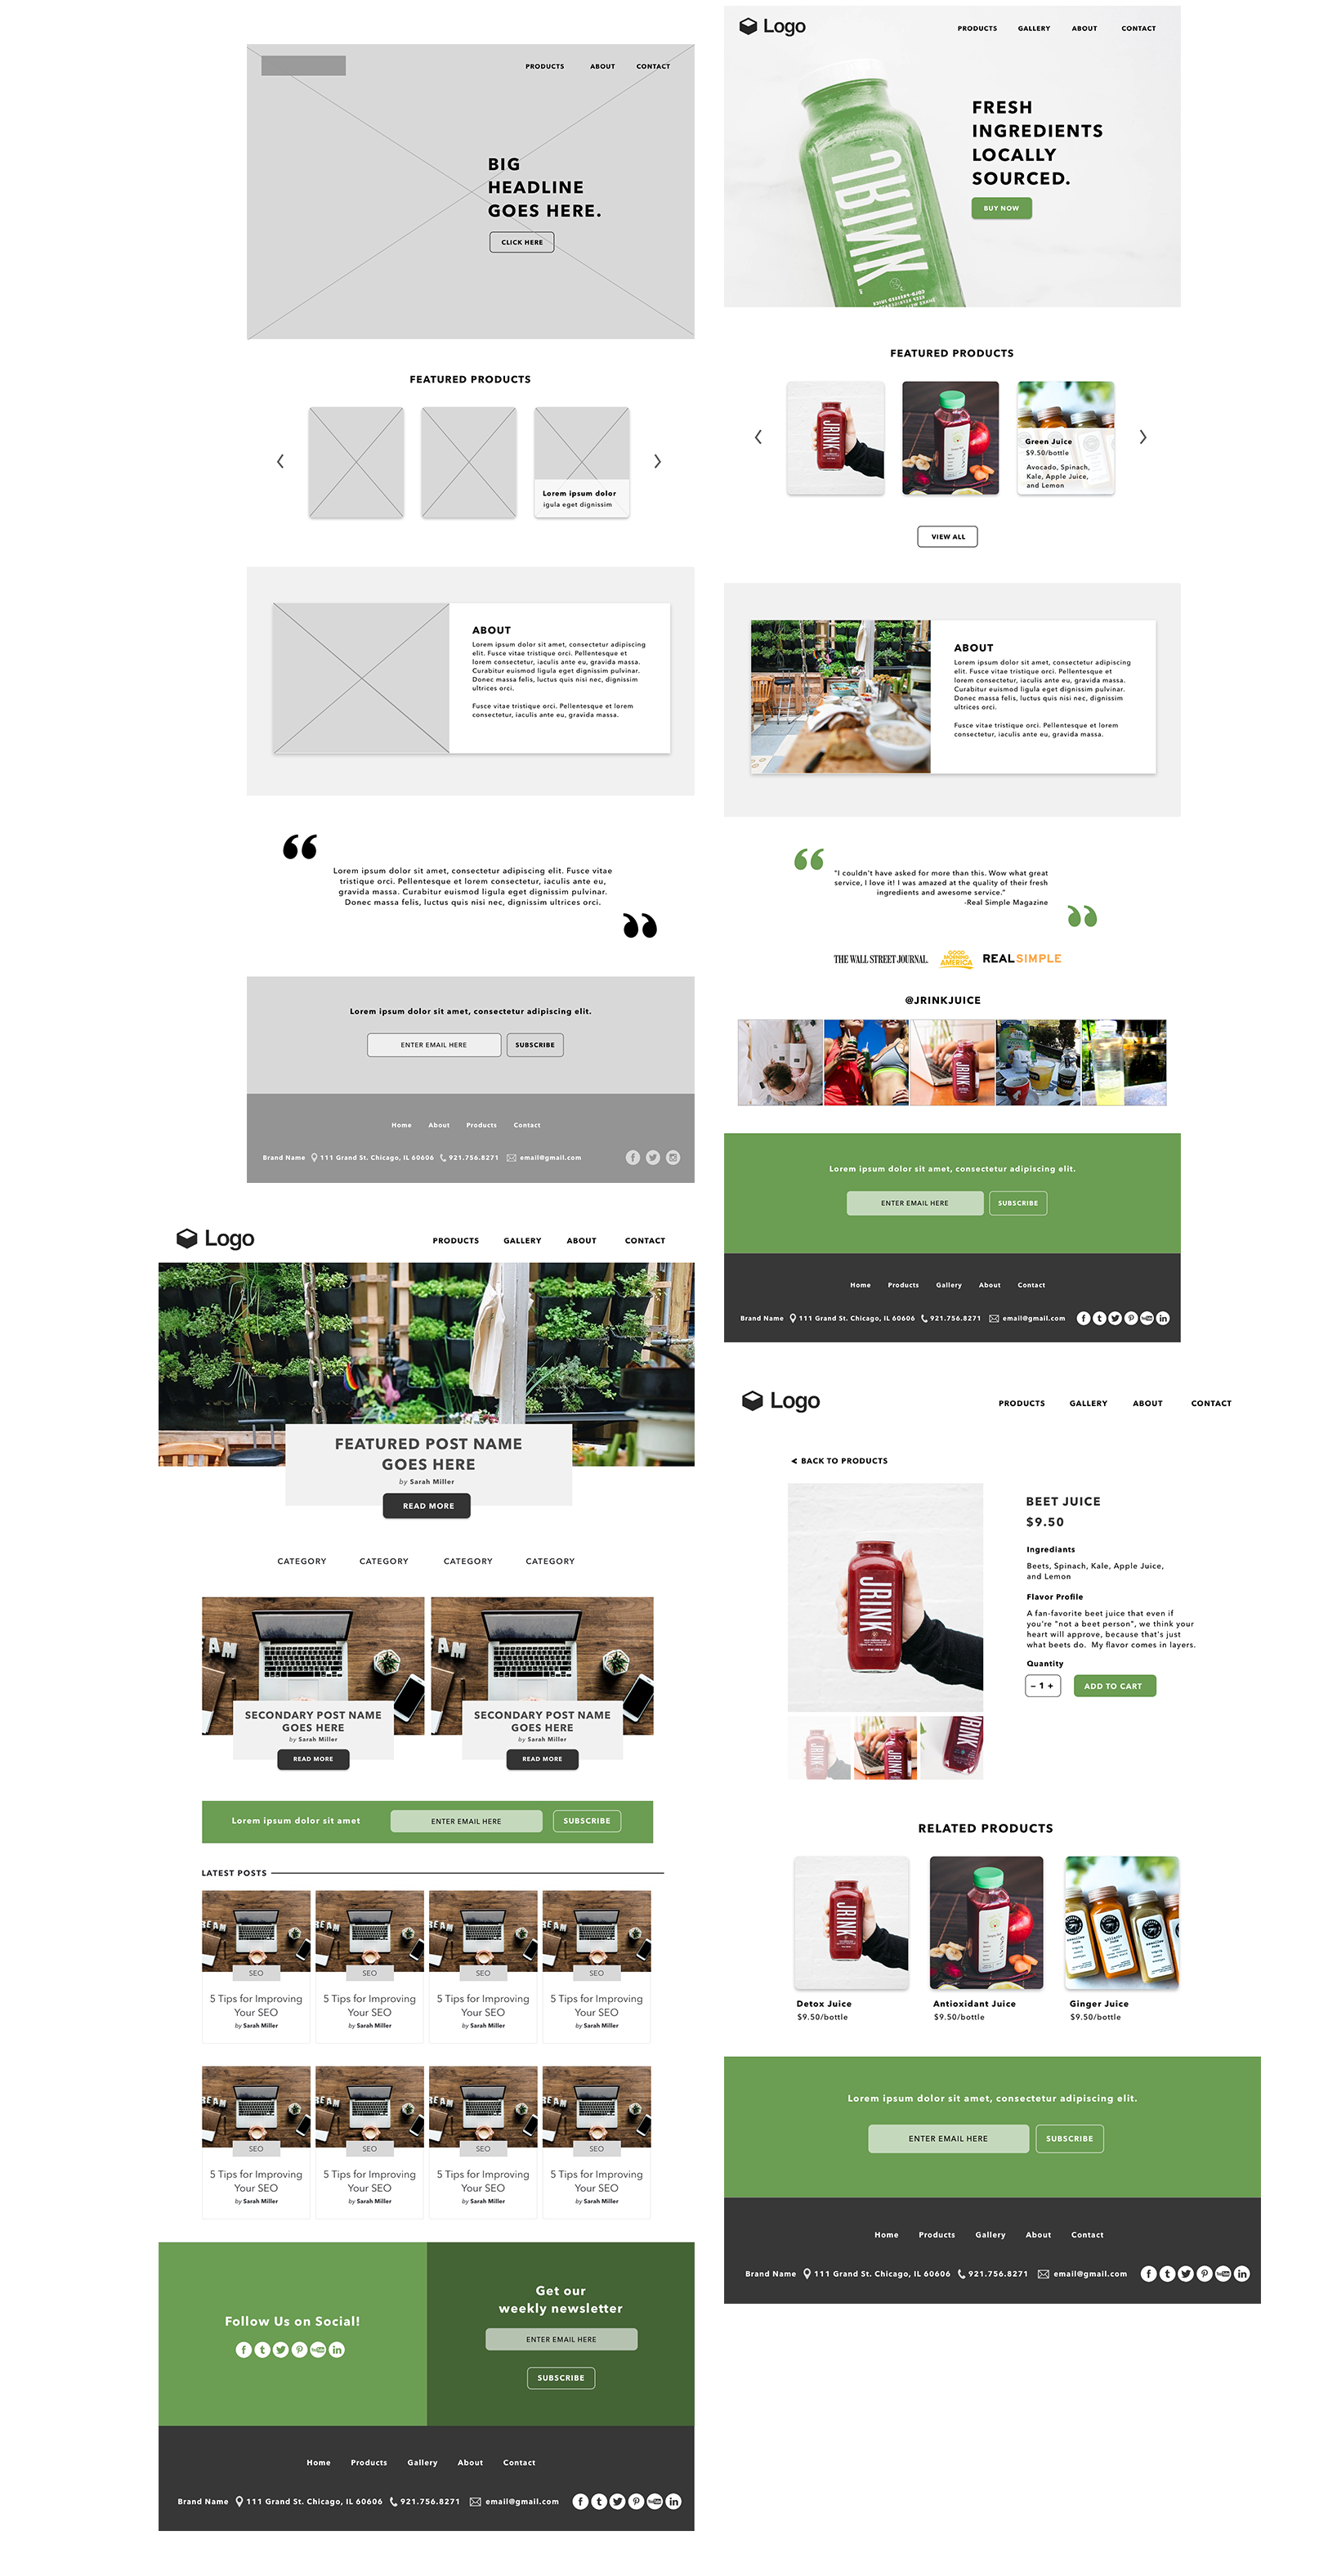 PRODUCTS ABOUT CONTACT
BIG
HEADLINE
GOES HERE.
CLICK HERE
FEATURED PRODUCTS
Lorem ipsum dolor
igula eget dignissim
ABOUT
Lorem ipsum dolor sit amet, consectetur adipiscing
elit. Fusce vitae tristique orci. Pellentesque et
lorem consectetur, iaculis ante eu, gravida massa.
Curabitur euismod ligula eget dignissim pulvinar.
Donec massa felis, luctus quis nisi nec, dignissim
ultrices orci.
Fusce vitae tristique orci. Pellentesque et lorem
consectetur, iaculis ante eu, gravida massa.
Lorem ipsum dolor sit amet, consectetur adipiscing elit. Fusce vitae
tristique orci. Pellentesque et lorem consectetur, iaculis ante eu,
gravida massa. Curabitur euismod ligula eget dignissim pulvinar.
Donec massa felis, luctus quis nisi nec, dignissim ultrices orci.
Lorem ipsum dolor sit amet, consectetur adipiscing elit.
ENTER EMAIL HERE SUBSCRIBE
Home About Products Contact
Brand Name 111 Grand St. Chicago, IL 60606 921.756.8271 email@gmail.com
Logo PRODUCTS GALLERY ABOUT CONTACT
FEATURED POST NAME
GOES HERE
by Sarah Miller
READ MORE
CATEGORY CATEGORY CATEGORY CATEGORY
SECONDARY POST NAME
GOES HERE
by Sarah Miller
READ MORE
SECONDARY POST NAME
GOES HERE
by Sarah Miller
READ MORE
Lorem ipsum dolor sit amet ENTER EMAIL HERE SUBSCRIBE
LATEST POSTS
SEO SEO SEO SEO
5 Tips for Improving 5 Tips for Improving 5 Tips for Improving 5 Tips for Improving
Your SEO Your SEO Your SEO Your SEO
by Sarah Miller by Sarah Miller by Sarah Miller by Sarah Miller
SEO SEO SEO SEO
5 Tips for Improving 5 Tips for Improving 5 Tips for Improving 5 Tips for Improving
Your SEO Your SEO Your SEO Your SEO
by Sarah Miller by Sarah Miller by Sarah Miller by Sarah Miller
Follow Us on Social!
Get our
weekly newsletter
ENTER EMAIL HERE
SUBSCRIBE
Home Products Gallery About Contact
Brand Name 111 Grand St. Chicago, IL 60606 921.756.8271 email@gmail.com
Logo PRODUCTS GALLERY ABOUT CONTACT
FRESH
INGREDIENTS
LOCALLY
SOURCED.
BUY NOW
JRINK
FEATURED PRODUCTS
JRINK
Green Juice
$9.50/bottle
Avocado, Spinach,
Kale, Apple Juice,
and Lemon
VIEW ALL
ABOUT
Lorem ipsum dolor sit amet, consectetur adipiscing
elit. Fusce vitae tristique orci. Pellentesque et
lorem consectetur, iaculis ante eu, gravida massa.
Curabitur euismod ligula eget dignissim pulvinar.
Donec massa felis, luctus quis nisi nec, dignissim
ultrices orci.
Fusce vitae tristique orci. Pellentesque et lorem
consectetur, iaculis ante eu, gravida massa.
"I couldn't have asked for more than this. Wow what great
service, I love it! I was amazed at the quality of their fresh
ingredients and awesome service."
-Real Simple Magazine
THE WALL STREET JOURNAL. GOOD MORNING AMERICA REALSIMPLE
@JRINKJUICE
JRINK
Lorem ipsum dolor sit amet, consectetur adipiscing elit.
ENTER EMAIL HERE SUBSCRIBE
Home Products Gallery About Contact
Brand Name 111 Grand St. Chicago, IL 60606 921.756.8271 email@gmail.com
Logo PRODUCTS GALLERY ABOUT CONTACT
< BACK TO PRODUCTS
JRINK
BEET JUICE
$9.50
Ingrediants
Beets, Spinach, Kale, Apple Juice,
and Lemon
Flavor Profile
A fan-favorite beet juice that even if
you're "not a beet person", we think your
heart will approve, because that's just
what beets do. My flavor comes in layers.
Quantity
– 1 + ADD TO CART
JRINK JRINK JRINK
RELATED PRODUCTS
JRINK
Detox Juice Antioxidant Juice Ginger Juice
$9.50/bottle $9.50/bottle $9.50/bottle
Lorem ipsum dolor sit amet, consectetur adipiscing elit.
ENTER EMAIL HERE SUBSCRIBE
Home Products Gallery About Contact
Brand Name 111 Grand St. Chicago, IL 60606 921.756.8271 email@gmail.com